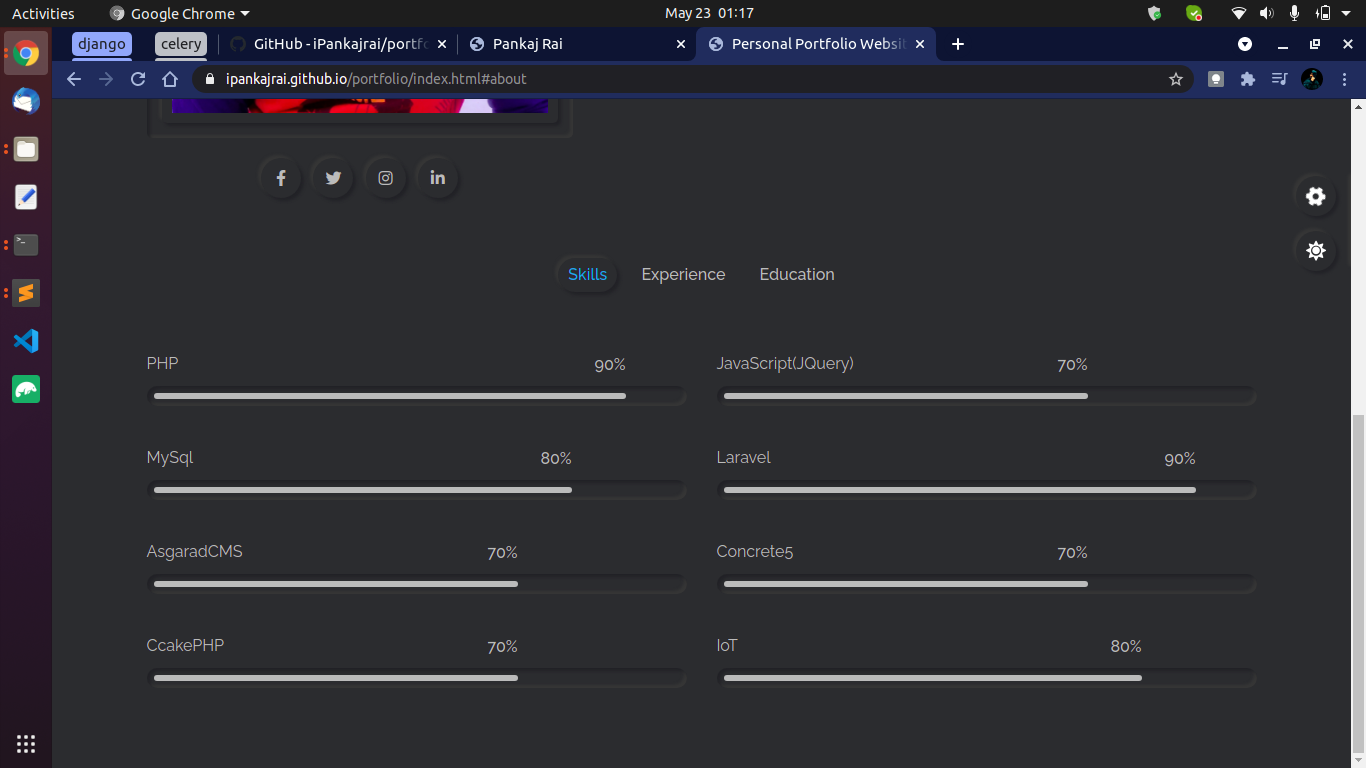 Activities Google Chrome May 23 01:17
django celery GitHub - iPankajrai/portfo Pankaj Rai Personal Portfolio Websit
ipankajrai.github.io/portfolio/index.html#about
Skills Experience Education
PHP 90% JavaScript(JQuery) 70%
MySql 80% Laravel 90%
AsgaradCMS 70% Concrete5 70%
CcakePHP 70% IoT 80%